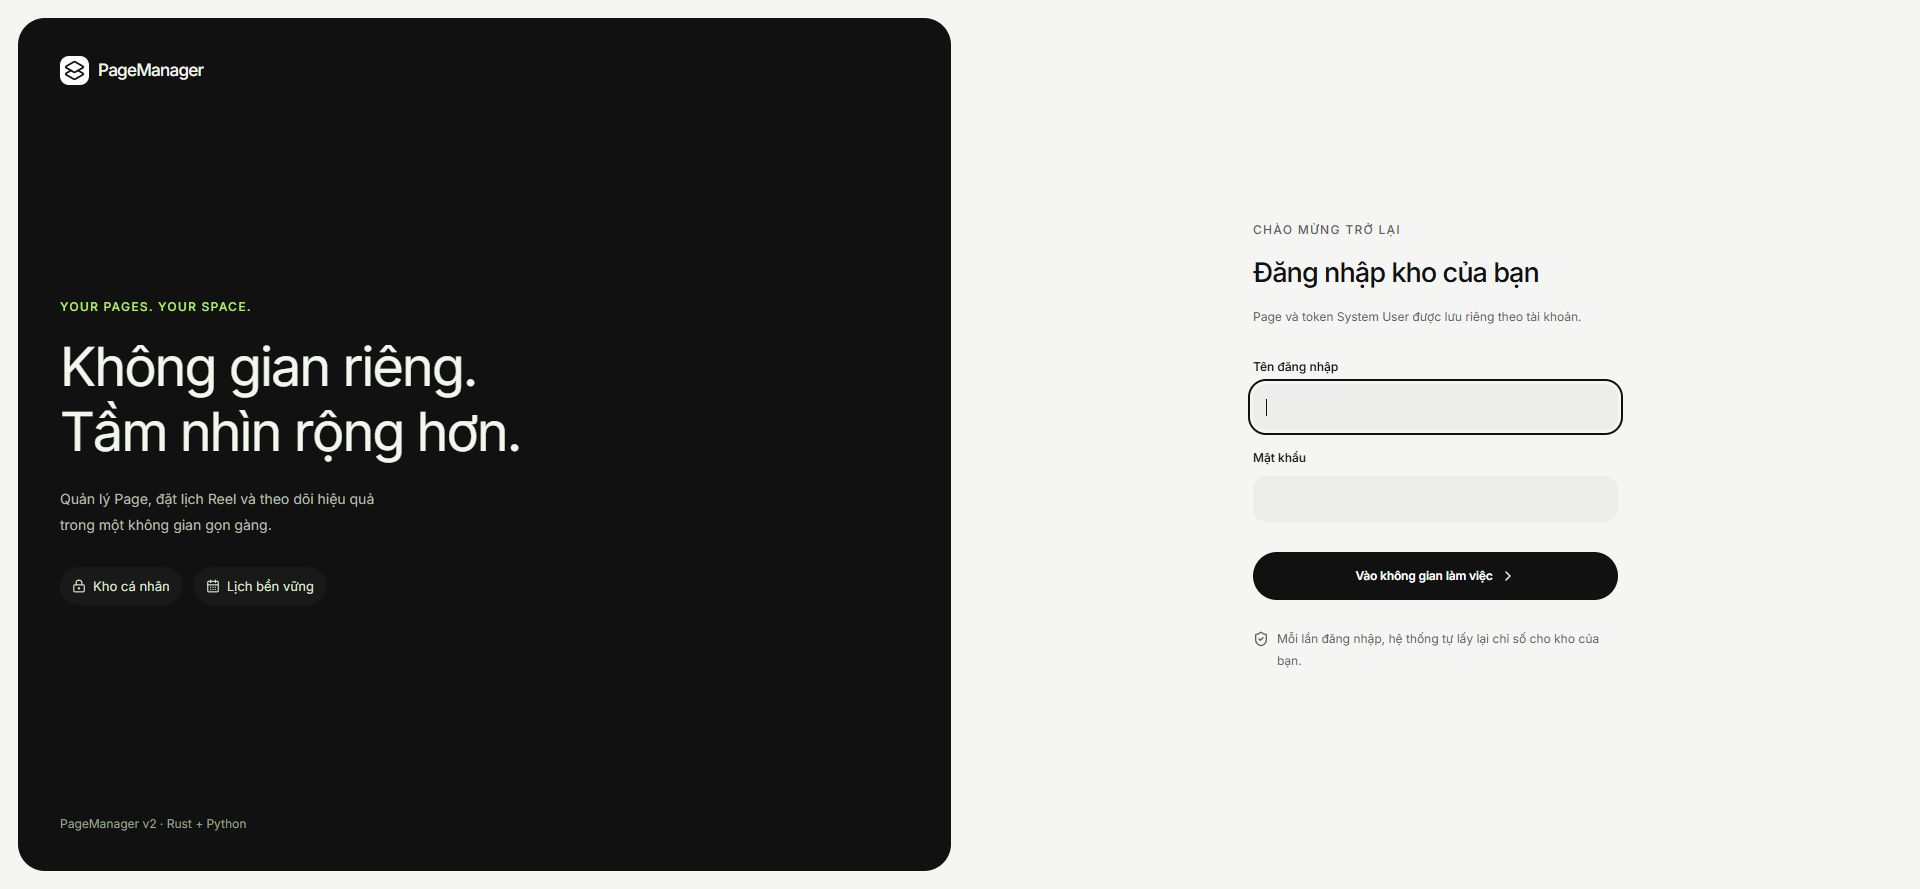 PageManager
YOUR PAGES. YOUR SPACE.
Không gian riêng.
Tầm nhìn rộng hơn.
Quản lý Page, đặt lịch Reel và theo dõi hiệu quả
trong một không gian gọn gàng.
Kho cá nhân
Lịch bền vững
PageManager v2 · Rust + Python
CHÀO MỪNG TRỞ LẠI
Đăng nhập kho của bạn
Page và token System User được lưu riêng theo tài khoản.
Tên đăng nhập
Mật khẩu
Vào không gian làm việc
Mỗi lần đăng nhập, hệ thống tự lấy lại chỉ số cho kho của
bạn.